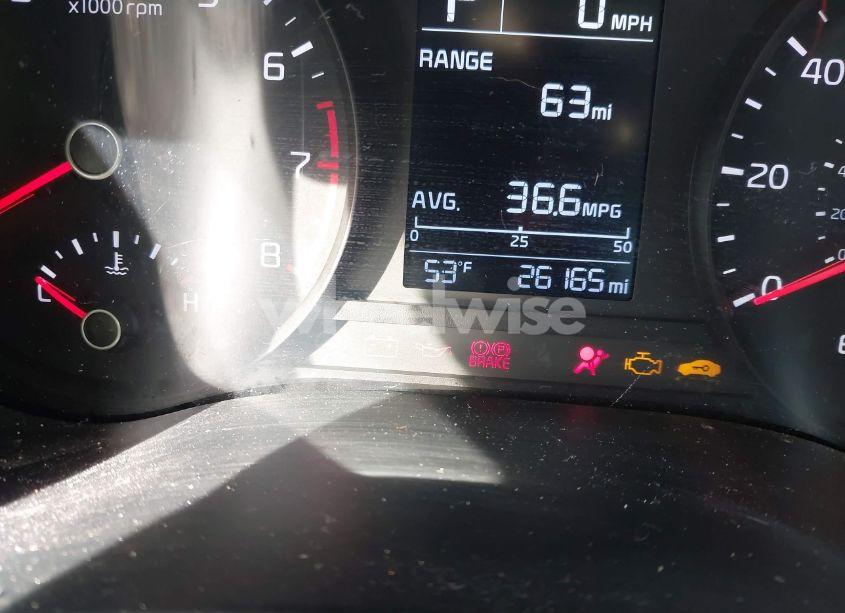 x1000 rpm
6
7
8
C
H
P 0 MPH
RANGE
63 mi
AVG. 36.6 MPG
0 25 50
53°F 26165 mi
40
20
0
wheelwise
(!) (P)
BRAKE